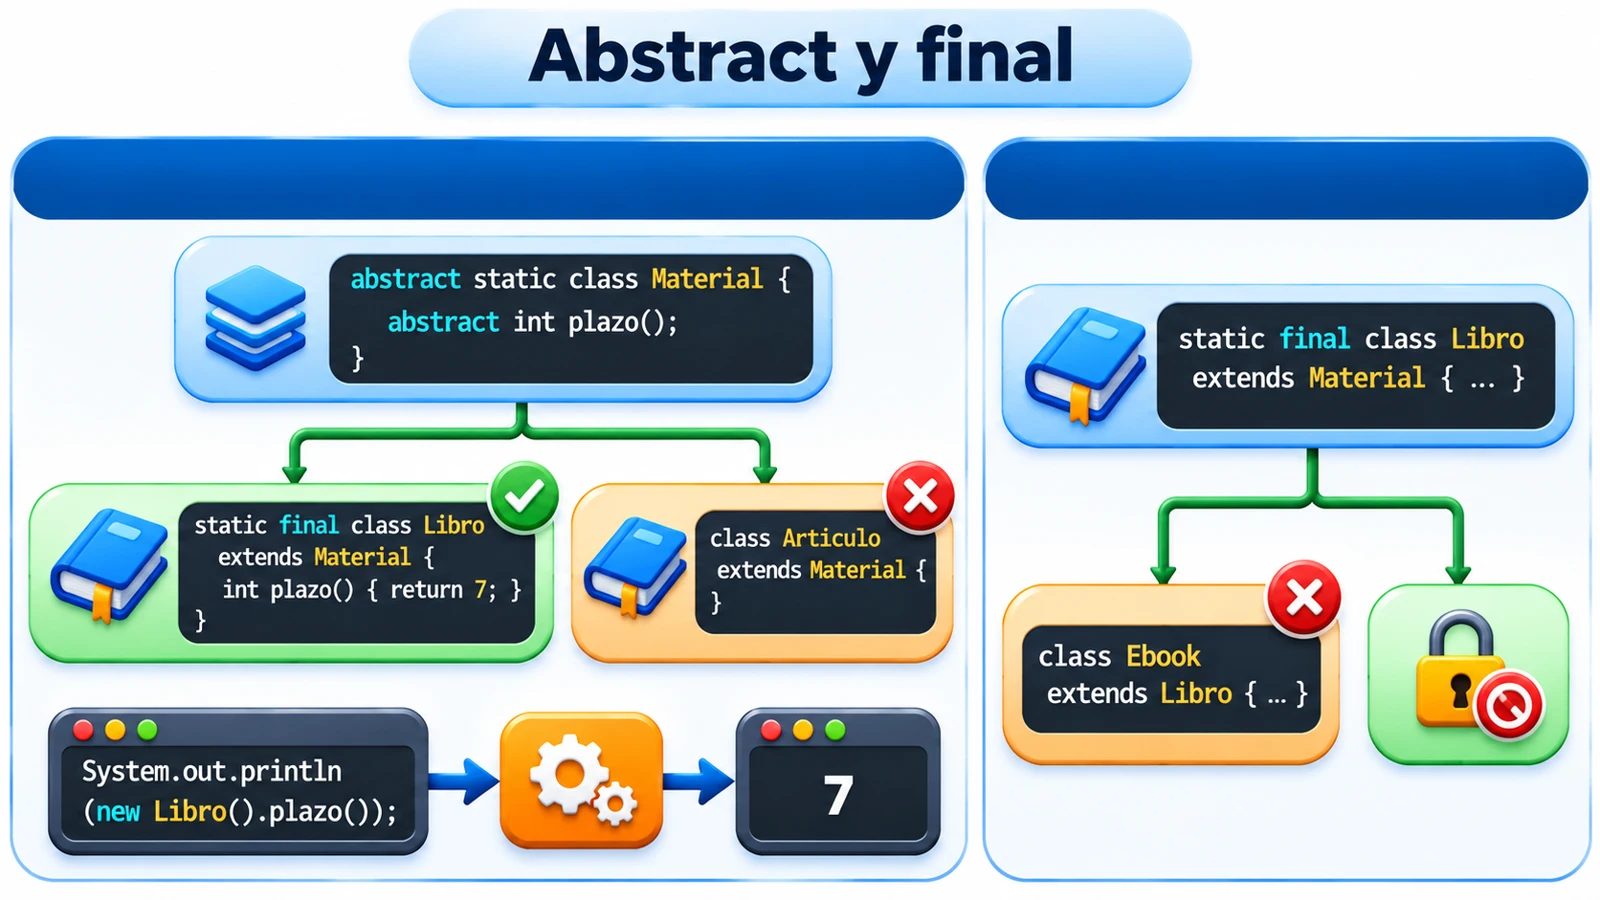 Abstract y final
abstract static class Material {
abstract int plazo();
}
static final class Libro
extends Material {
int plazo() { return 7; }
}
class Articulo
extends Material {
}
System.out.println
(new Libro().plazo());
7
static final class Libro
extends Material { ... }
class Ebook
extends Libro { ... }